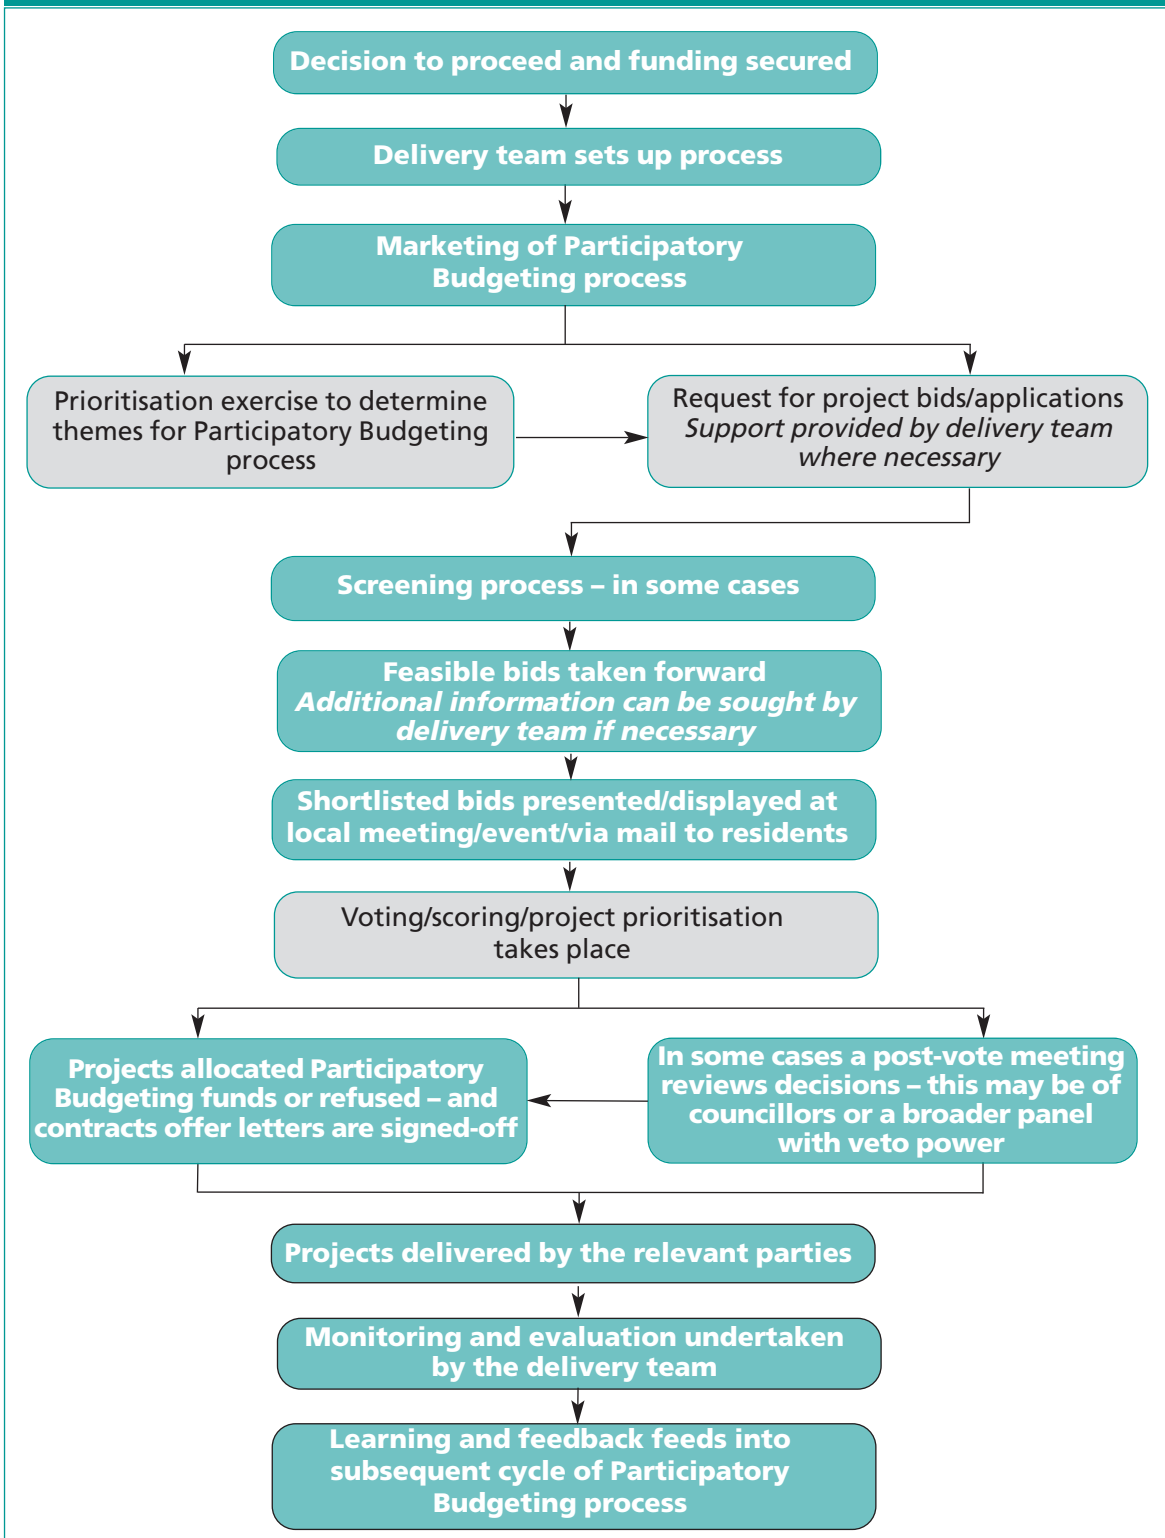 Decision to proceed and funding secured
Delivery team sets up process
Marketing of Participatory
Budgeting process
Prioritisation exercise to determine
themes for Participatory Budgeting
process
Request for project bids/applications
Support provided by delivery team
where necessary
Screening process – in some cases
Feasible bids taken forward
Additional information can be sought by
delivery team if necessary
Shortlisted bids presented/displayed at
local meeting/event/via mail to residents
Voting/scoring/project prioritisation
takes place
Projects allocated Participatory
Budgeting funds or refused – and
contracts offer letters are signed-off
In some cases a post-vote meeting
reviews decisions – this may be of
councillors or a broader panel
with veto power
Projects delivered by the relevant parties
Monitoring and evaluation undertaken
by the delivery team
Learning and feedback feeds into
subsequent cycle of Participatory
Budgeting process